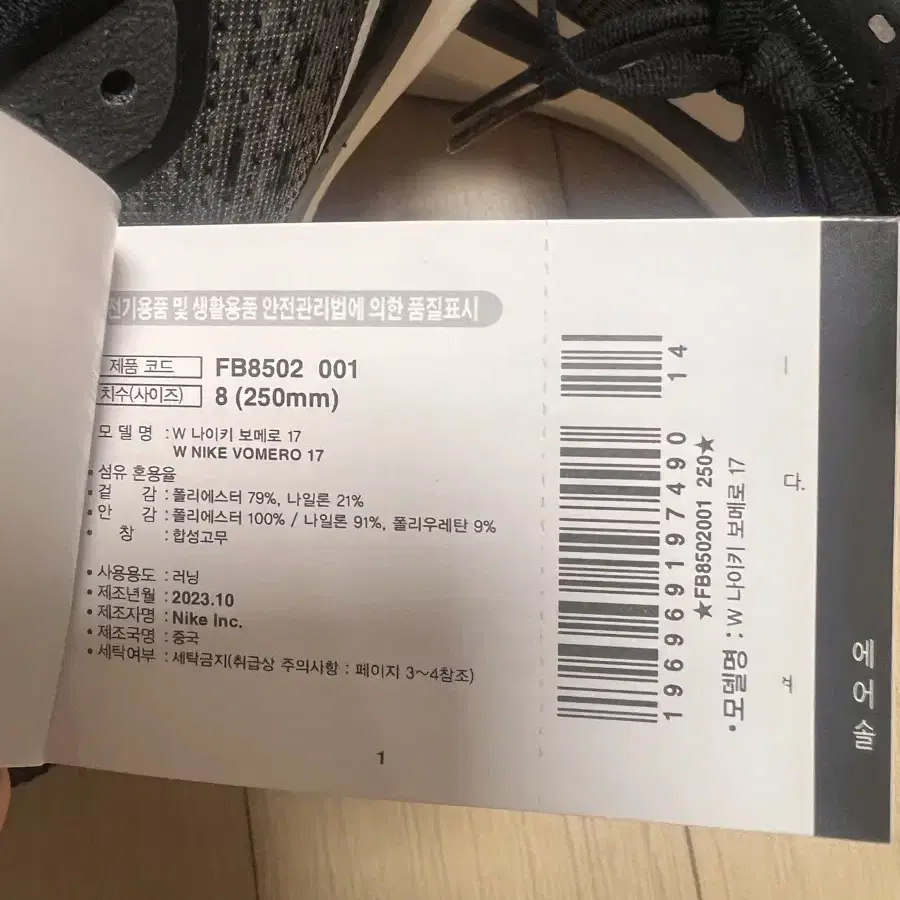 전기용품 및 생활용품 안전관리법에 의한 품질표시
제품 코드 FB8502 001
치수(사이즈) 8 (250mm)
모 델 명 : W 나이키 보메로 17
W NIKE VOMERO 17
• 섬유 혼용율
• 겉 감 : 폴리에스터 79%, 나일론 21%
• 안 감 : 폴리에스터 100% / 나일론 91%, 폴리우레탄 9%
• 창 : 합성고무
• 사용용도 : 러닝
• 제조년월 : 2023.10
• 제조자명 : Nike Inc.
• 제조국명 : 중국
• 세탁여부 : 세탁금지(취급상 주의사항 : 페이지 3~4참조)
1
14
196969197490
★FB8502001 250★
• 모델명 : W 나이키 보메로 17
다.
에어솔